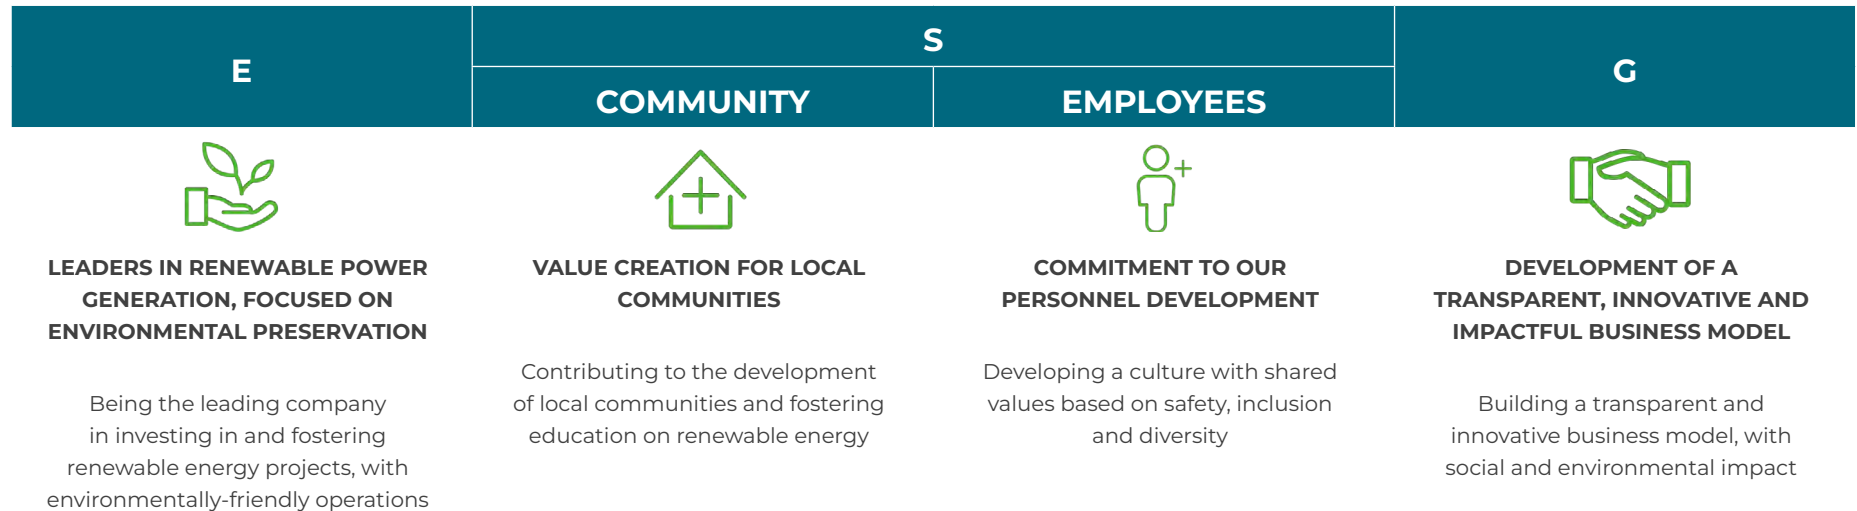 E
S
COMMUNITY
EMPLOYEES
G
LEADERS IN RENEWABLE POWER
GENERATION, FOCUSED ON
ENVIRONMENTAL PRESERVATION
Being the leading company
in investing in and fostering
renewable energy projects, with
environmentally-friendly operations
VALUE CREATION FOR LOCAL
COMMUNITIES
Contributing to the development
of local communities and fostering
education on renewable energy
COMMITMENT TO OUR
PERSONNEL DEVELOPMENT
Developing a culture with shared
values based on safety, inclusion
and diversity
DEVELOPMENT OF A
TRANSPARENT, INNOVATIVE AND
IMPACTFUL BUSINESS MODEL
Building a transparent and
innovative business model, with
social and environmental impact